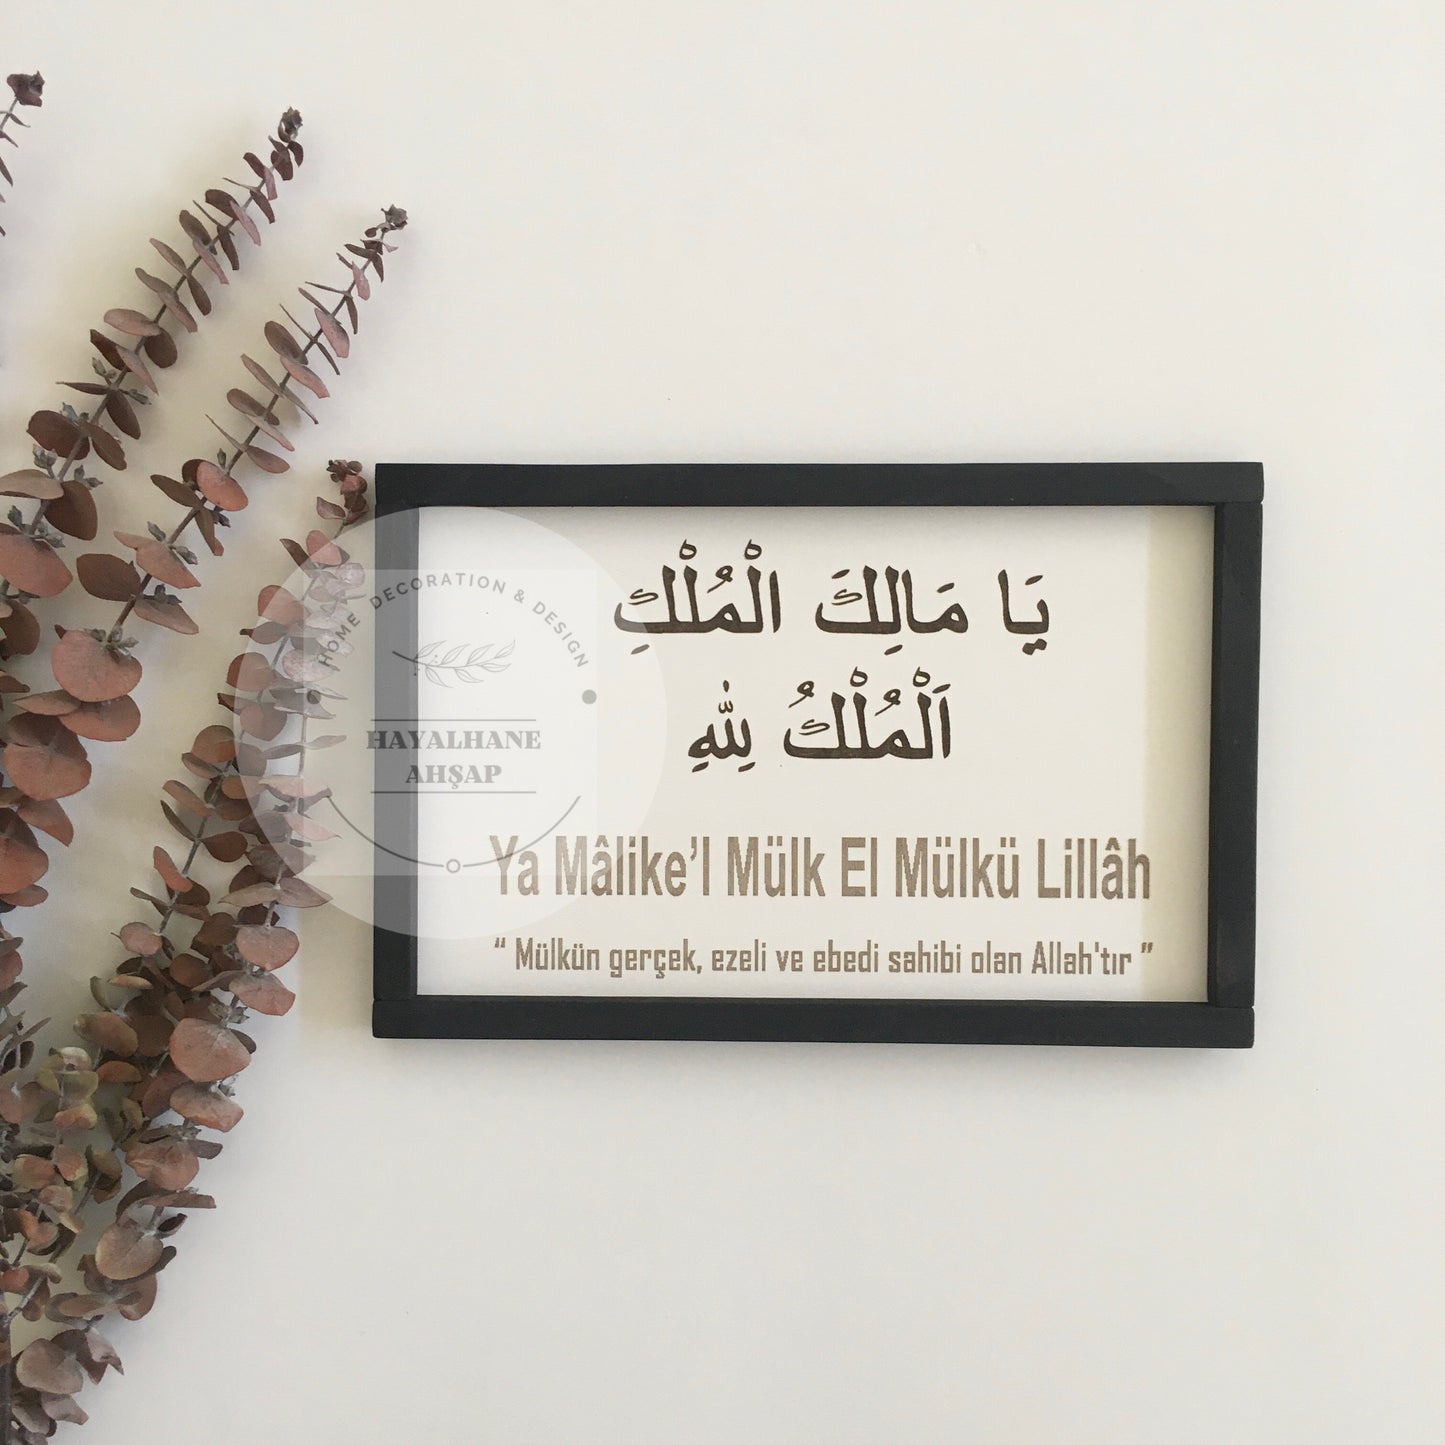 يَا مَالِكَ الْمُلْكِ
اَلْمُلْكُ لِلّٰهِ
Ya Mâlike’l Mülk El Mülkü Lillâh
“ Mülkün gerçek, ezeli ve ebedi sahibi olan Allah'tır ”
HOME DECORATION & DESIGN
HAYALHANE
AHŞAP